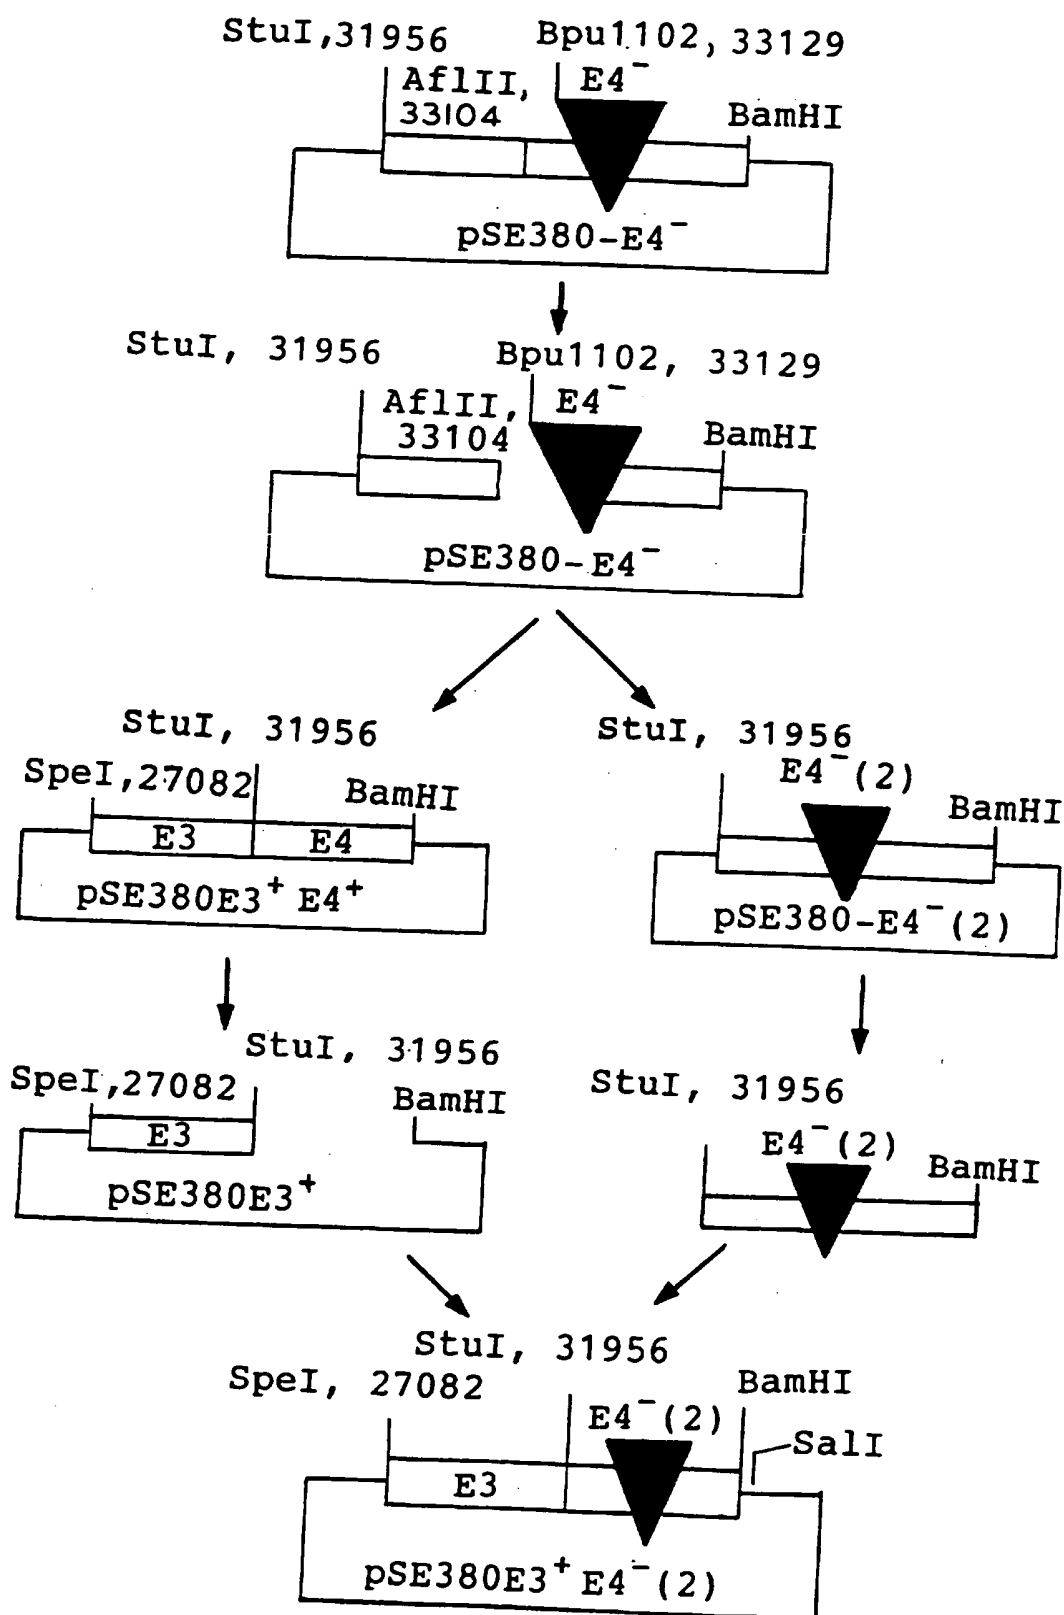 StuI,31956
Bpu1102, 33129
AflII,
33104
E4⁻
BamHI
pSE380-E4⁻
StuI, 31956
Bpu1102, 33129
AflII,
33104
E4⁻
BamHI
pSE380-E4⁻
StuI, 31956
SpeI,27082
BamHI
E3
E4
pSE380E3⁺ E4⁺
StuI, 31956
E4⁻(2)
BamHI
pSE380-E4⁻(2)
StuI, 31956
SpeI,27082
BamHI
E3
pSE380E3⁺
StuI, 31956
E4⁻(2)
BamHI
StuI, 31956
SpeI, 27082
BamHI
E4⁻(2)
SalI
E3
pSE380E3⁺E4⁻(2)